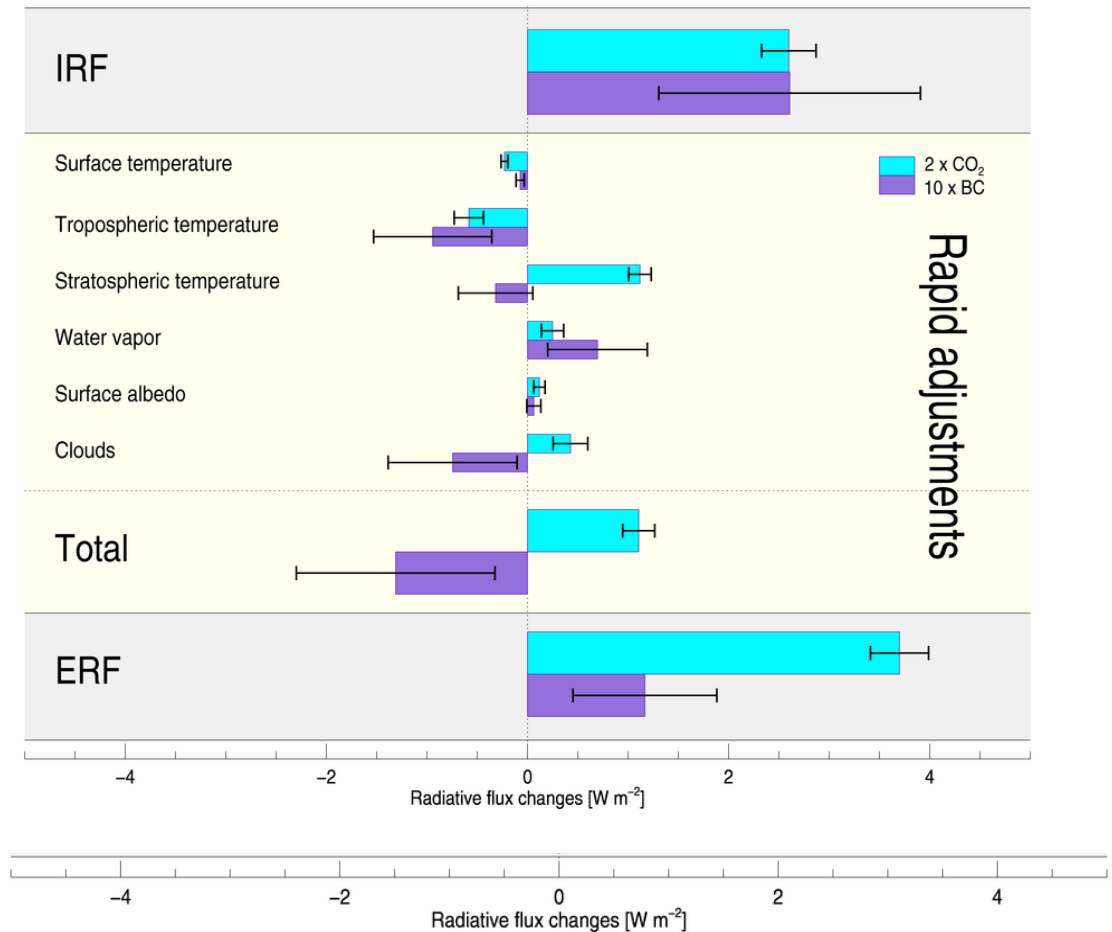 IRF
Surface temperature
2 x CO₂
10 x BC
Tropospheric temperature
Stratospheric temperature
Water vapor
Surface albedo
Clouds
Rapid adjustments
Total
ERF
−4 −2 0 2 4
Radiative flux changes [W m⁻²]
−4 −2 0 2 4
Radiative flux changes [W m⁻²]